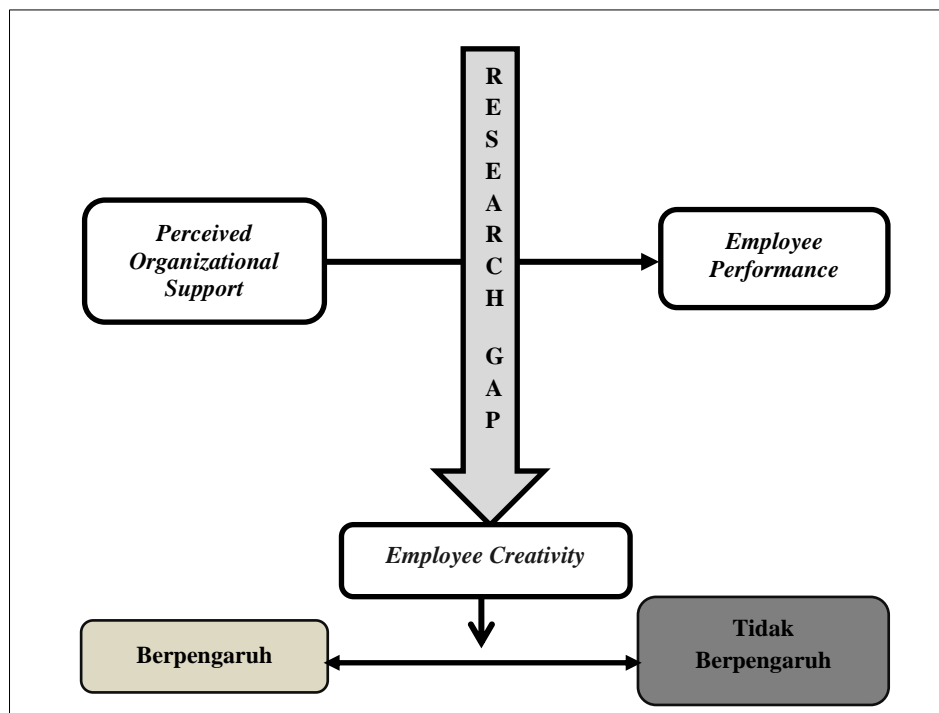 Perceived
Organizational
Support
R
E
S
E
A
R
C
H
G
A
P
Employee
Performance
Employee Creativity
Berpengaruh
Tidak
Berpengaruh